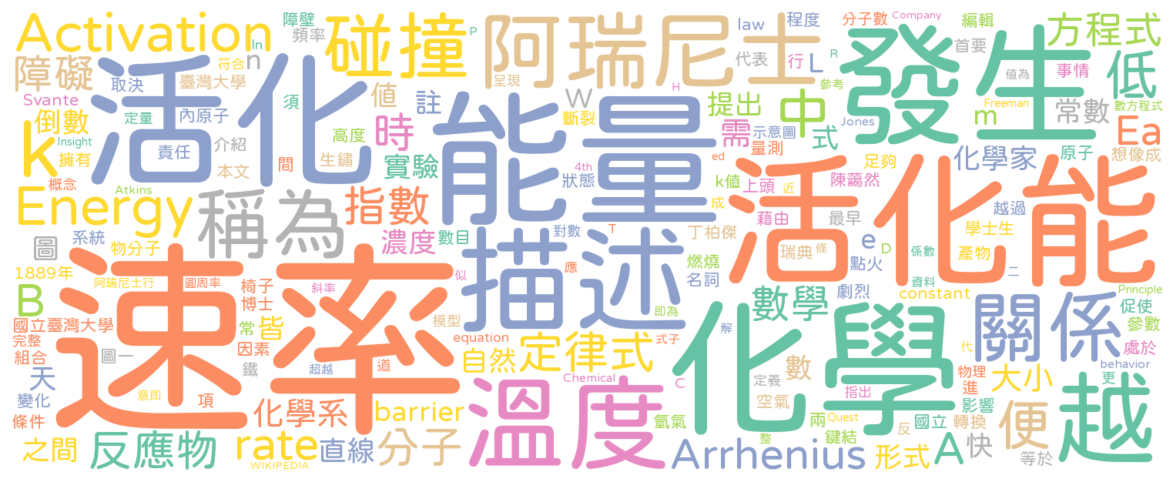 Activation
障壁
In
P
碰撞
阿瑞尼士
law
程度
分子數
Company
編輯
方程式
頻率
n
符合
臺灣大學
呈現
代表
行
L
R
首要
值為
事情
低
障礙
取決
活化
須
值
註
H
W
斷裂
提出
中
參考
發生
Freeman
常數
數方程式
Svante
定量
內原子
高度
時
能量
需
示意圖
式
Jones
m
Ea
k
倒數
Insight
責任
介紹
實驗
ed
量測
化學家
原子
想像成
擁有
間
生鏽
狀態
4th
k值
上頭
足夠
陳藹然
活化能
概念
Atkins
本文
成
近
越過
Energy
稱為
指數
藉由
最早
學士生
圖
系統
濃度
數目
對數
T
丁柏傑
瑞典
條
e
D
係數
產物
物分子
描述
應
燃燒
點火
二
1889年
阿瑞尼士行
圓周率
斜率
似
名詞
劇烈
資料
Principle
B
椅子
速率
數學
constant
促使
國立臺灣大學
博士
模型
即為
關係
參數
完整
常
皆
equation
式子
化學
代
處於
組合
圖一
因素
超越
自然
定律式
解
物理
behavior
天
鐵
道
Chemical
C
定義
數
指出
進
大小
更
變化
意即
項
化學系
barrier
溫度
空氣
影響
越
條件
氫氣
兩
Quest
國立
轉換
便
之間
反應物
rate
直線
分子
整
鍵結
反
等於
WIKIPEDIA
Arrhenius
形式
A
快